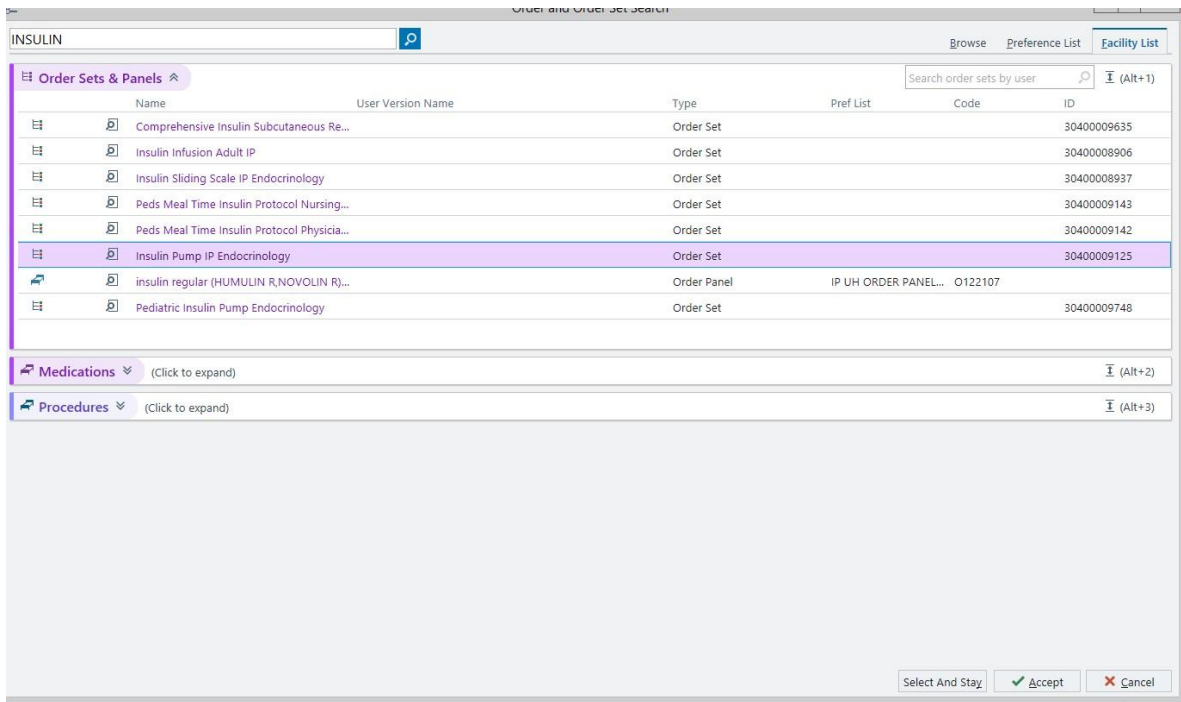 Order and Order Set Search
INSULIN
Browse Preference List Facility List
Order Sets & Panels Search order sets by user (Alt+1)
Name User Version Name Type Pref List Code ID
Comprehensive Insulin Subcutaneous Re... Order Set 30400009635
Insulin Infusion Adult IP Order Set 30400008906
Insulin Sliding Scale IP Endocrinology Order Set 30400008937
Peds Meal Time Insulin Protocol Nursing... Order Set 30400009143
Peds Meal Time Insulin Protocol Physicia... Order Set 30400009142
Insulin Pump IP Endocrinology Order Set 30400009125
insulin regular (HUMULIN R,NOVOLIN R)... Order Panel IP UH ORDER PANEL... O122107
Pediatric Insulin Pump Endocrinology Order Set 30400009748
Medications (Click to expand) (Alt+2)
Procedures (Click to expand) (Alt+3)
Select And Stay Accept Cancel